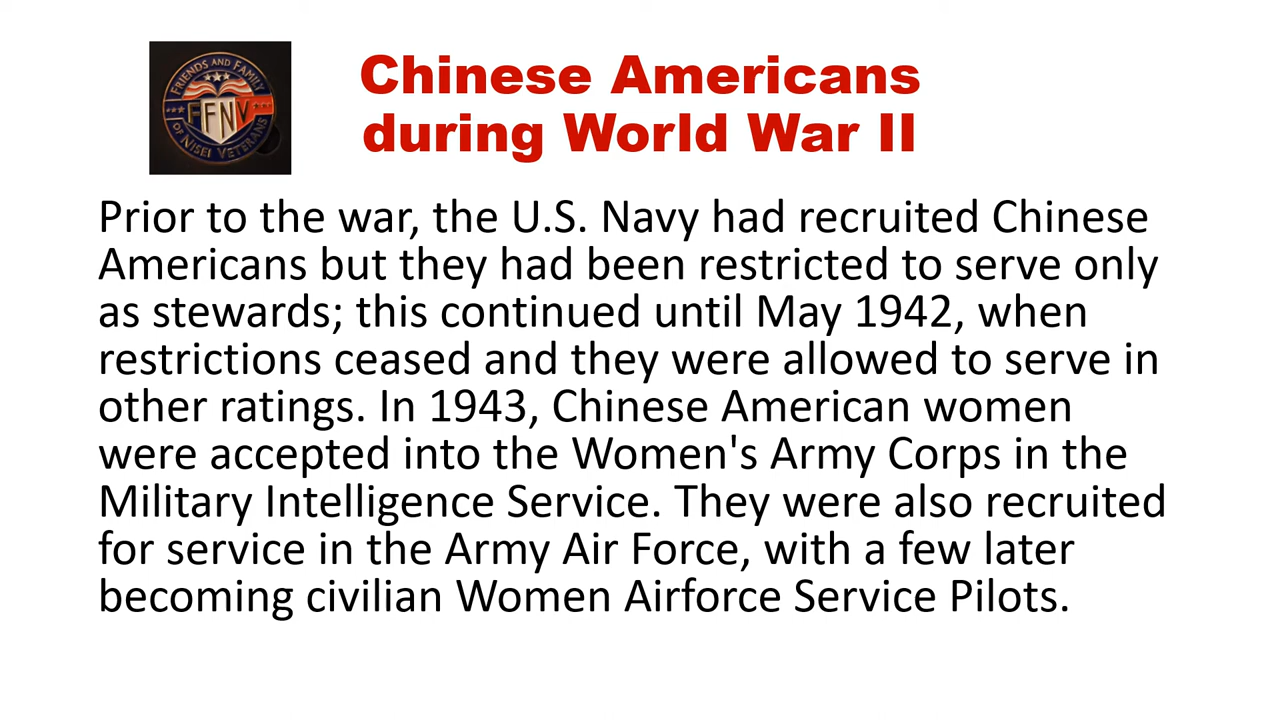 FRIENDS AND FAMILY
FFNV
OF NISEI VETERANS
Chinese Americans
during World War II
Prior to the war, the U.S. Navy had recruited Chinese
Americans but they had been restricted to serve only
as stewards; this continued until May 1942, when
restrictions ceased and they were allowed to serve in
other ratings. In 1943, Chinese American women
were accepted into the Women's Army Corps in the
Military Intelligence Service. They were also recruited
for service in the Army Air Force, with a few later
becoming civilian Women Airforce Service Pilots.